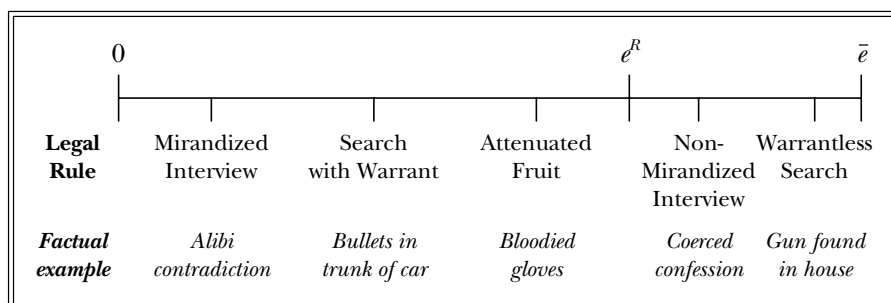 0 eᴿ ē
Legal Mirandized Search Attenuated Non- Warrantless
Rule Interview with Warrant Fruit Mirandized Search
Interview
Factual Alibi Bullets in Bloodied Coerced Gun found
example contradiction trunk of car gloves confession in house